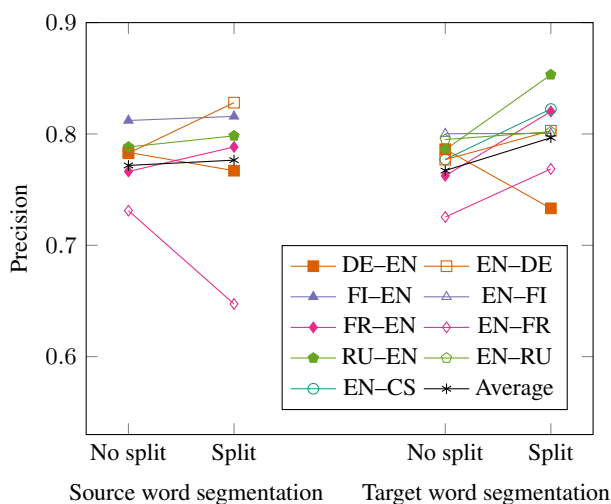 0.9
0.8
0.7
0.6
Precision
DE–EN EN–DE
FI–EN EN–FI
FR–EN EN–FR
RU–EN EN–RU
EN–CS Average
No split Split No split Split
Source word segmentation Target word segmentation